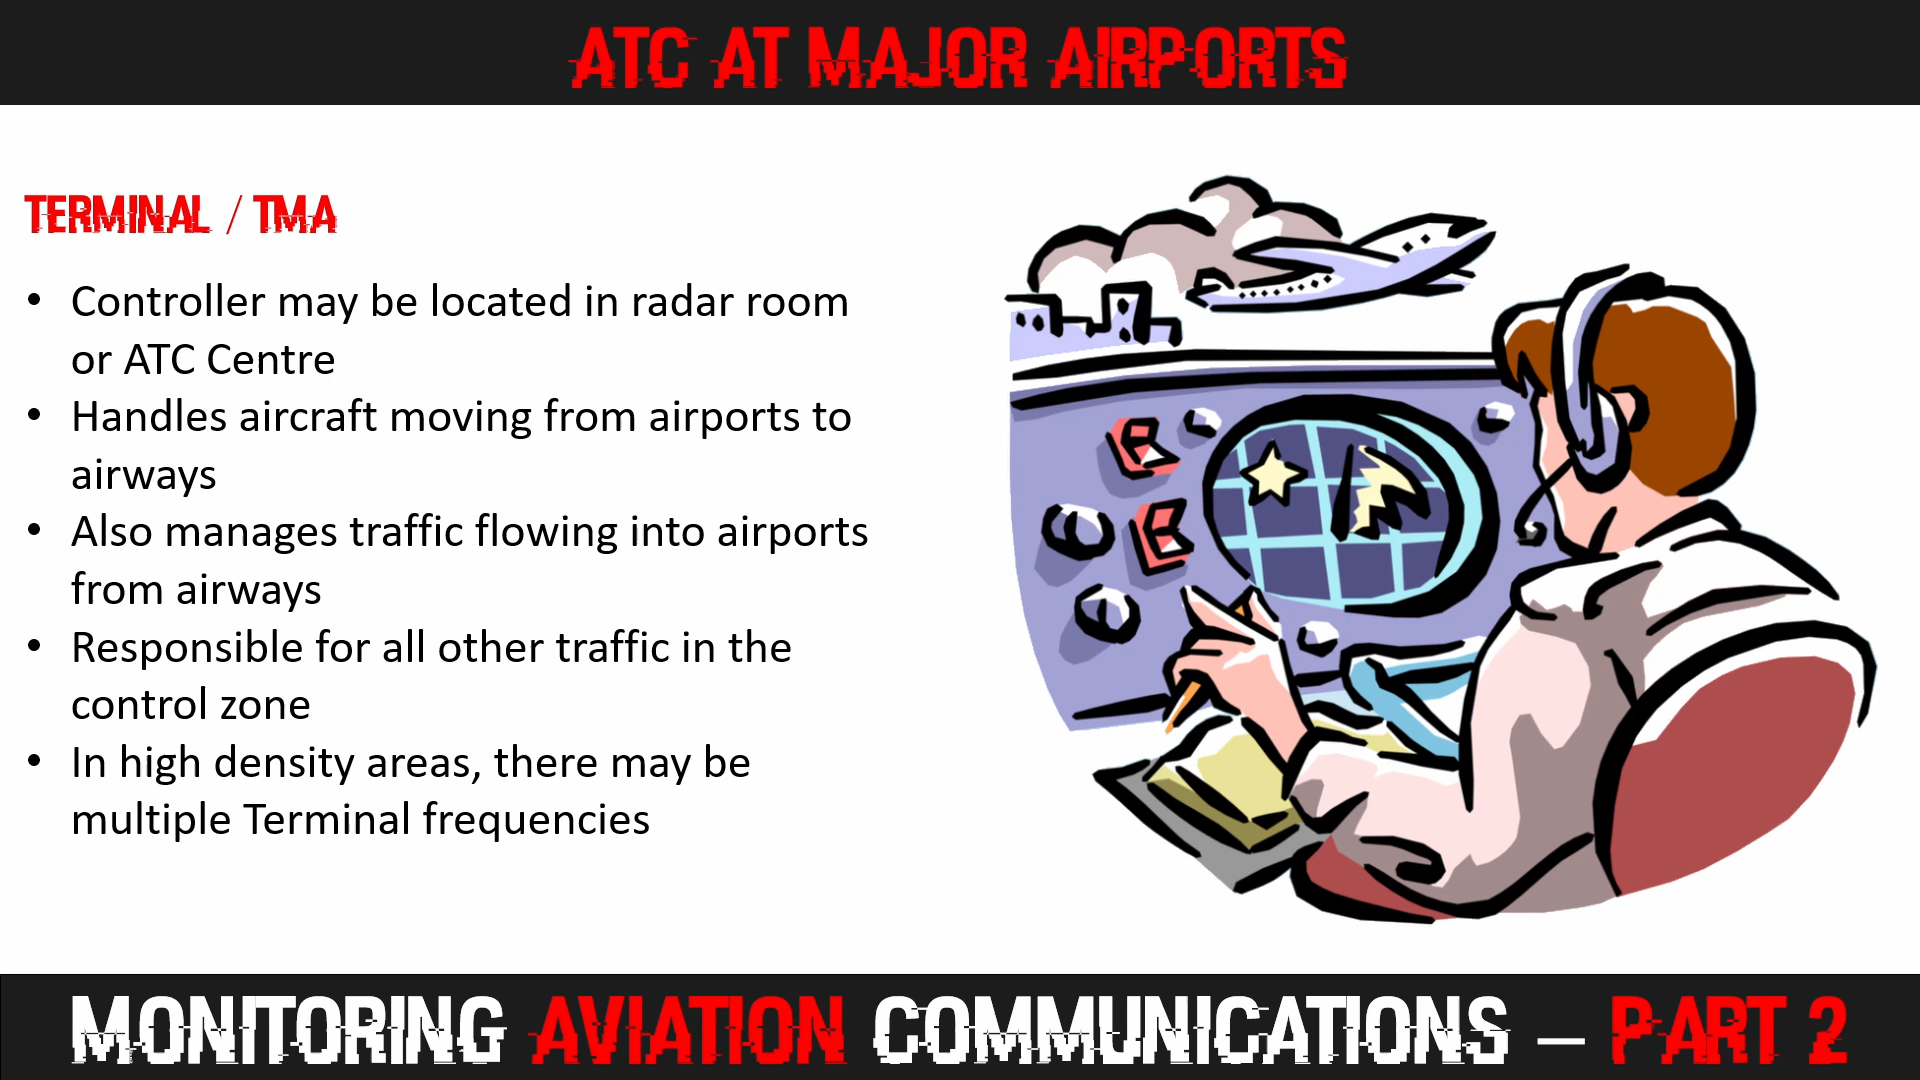 ATC AT MAJOR AIRPORTS
TERMINAL / TMA
• Controller may be located in radar room
or ATC Centre
• Handles aircraft moving from airports to
airways
• Also manages traffic flowing into airports
from airways
• Responsible for all other traffic in the
control zone
• In high density areas, there may be
multiple Terminal frequencies
MONITORING AVIATION COMMUNICATIONS – PART 2